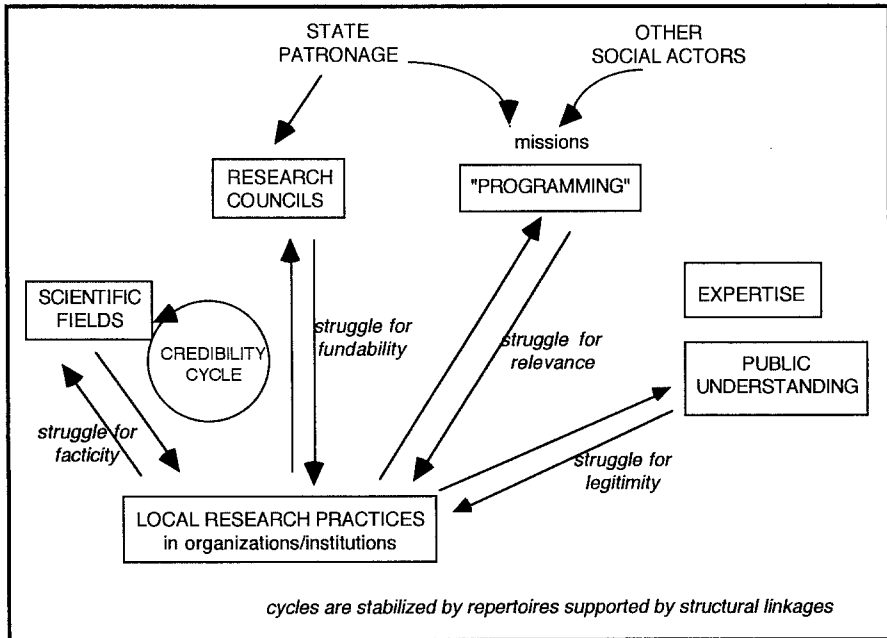 STATE
PATRONAGE
OTHER
SOCIAL ACTORS
missions
RESEARCH
COUNCILS
"PROGRAMMING"
SCIENTIFIC
FIELDS
CREDIBILITY
CYCLE
struggle for
fundability
struggle for
relevance
EXPERTISE
PUBLIC
UNDERSTANDING
struggle for
facticity
struggle for
legitimity
LOCAL RESEARCH PRACTICES
in organizations/institutions
cycles are stabilized by repertoires supported by structural linkages